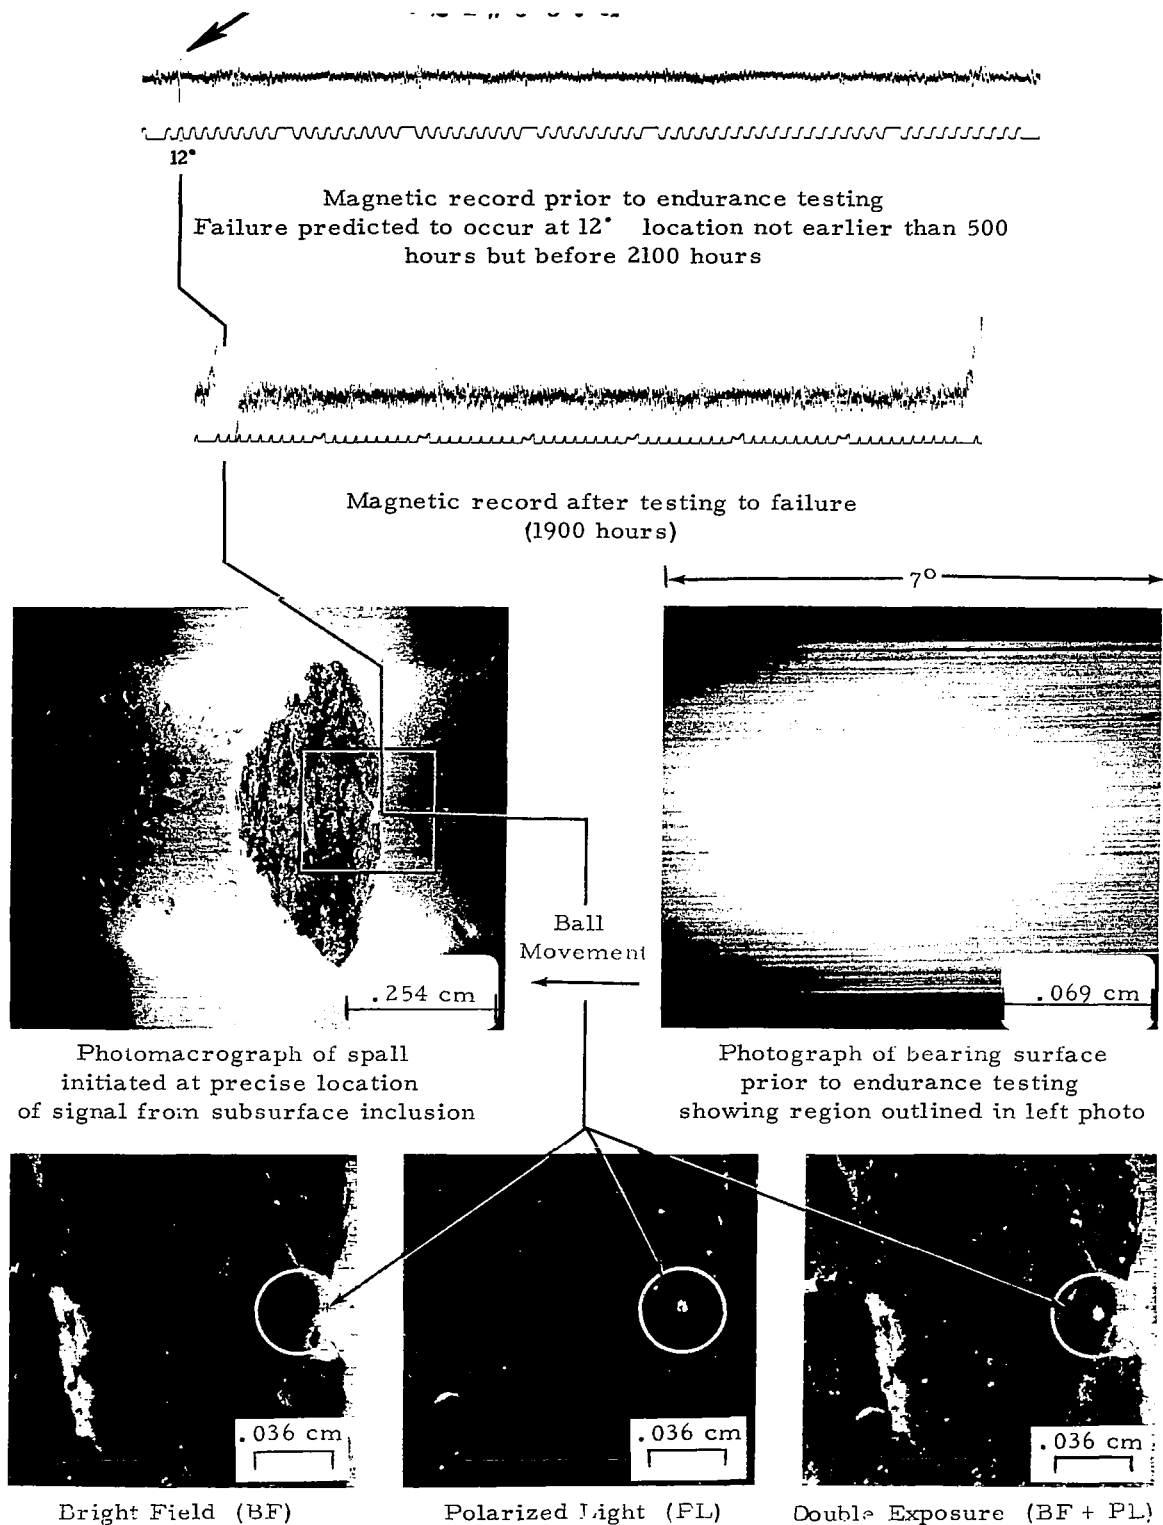 12°
Magnetic record prior to endurance testing
Failure predicted to occur at 12° location not earlier than 500
hours but before 2100 hours
Magnetic record after testing to failure
(1900 hours)
7°
Ball
Movement
.254 cm
.069 cm
Photomacrograph of spall
initiated at precise location
of signal from subsurface inclusion
Photograph of bearing surface
prior to endurance testing
showing region outlined in left photo
.036 cm
.036 cm
.036 cm
Bright Field (BF)
Polarized Light (PL)
Double Exposure (BF + PL)